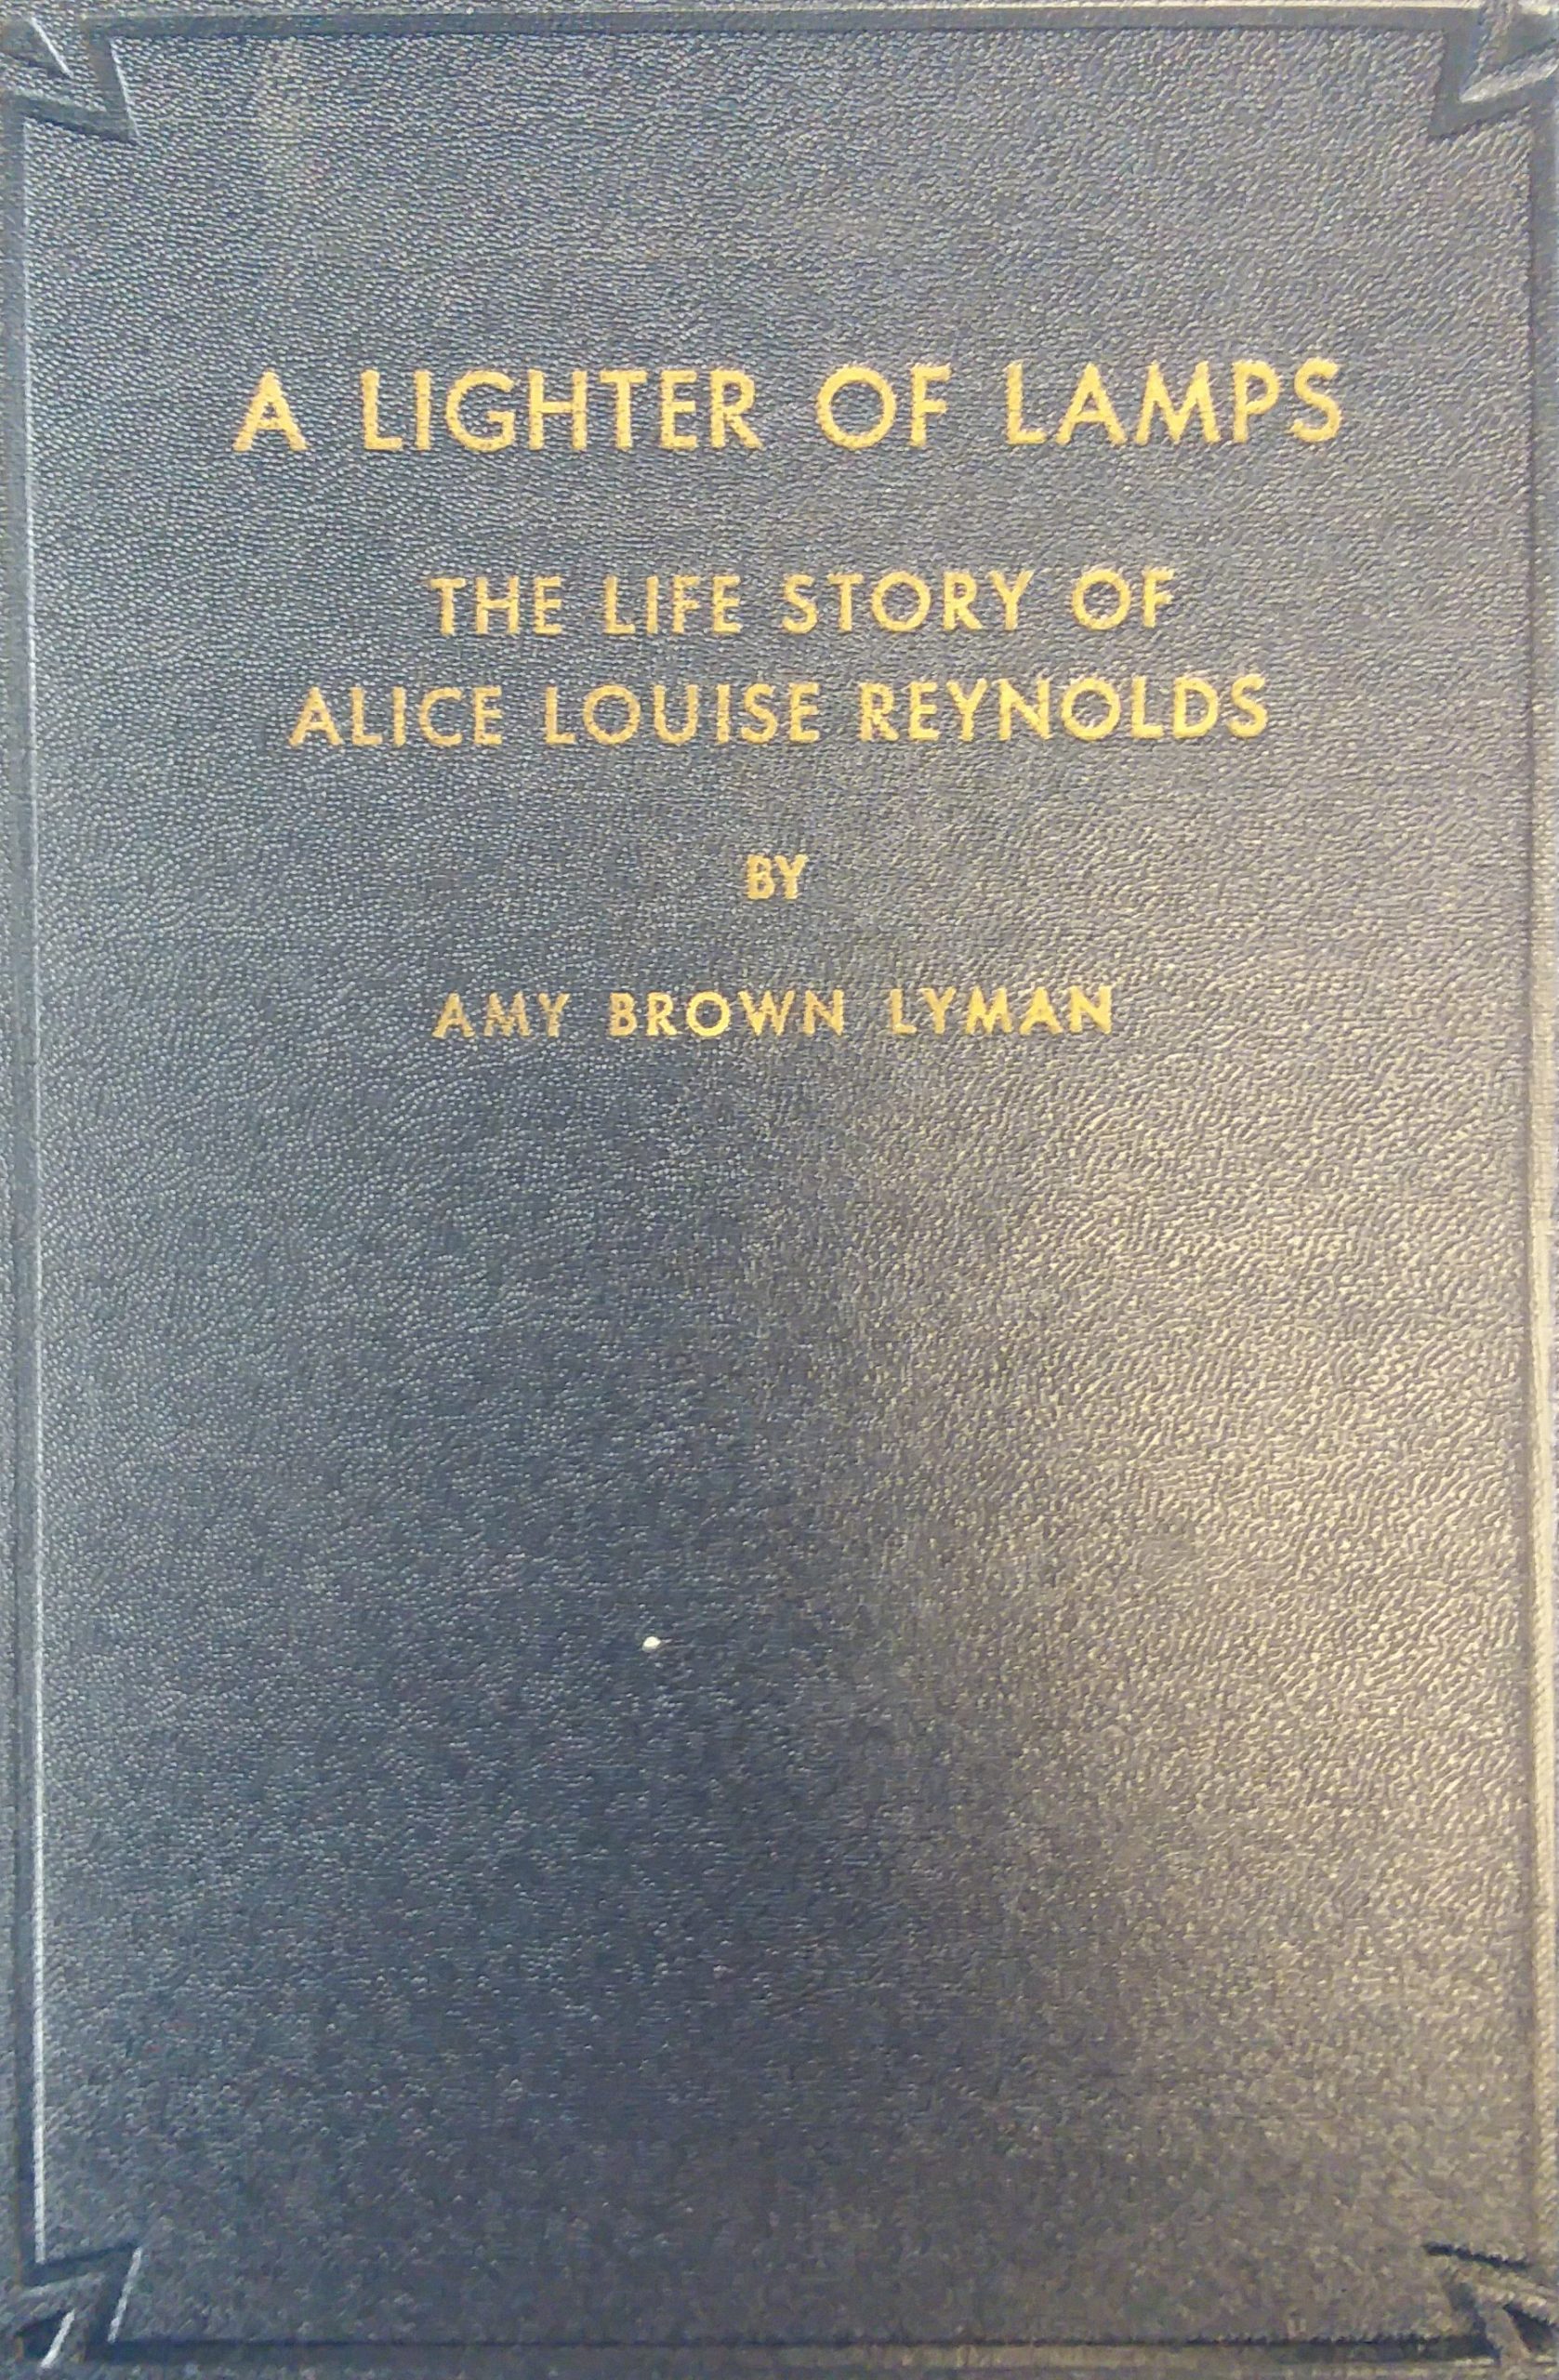 A LIGHTER OF LAMPS
THE LIFE STORY OF
ALICE LOUISE REYNOLDS
BY
AMY BROWN LYMAN